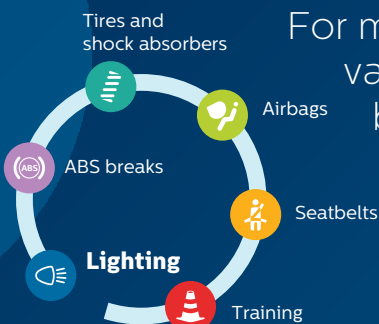 Tires and
shock absorbers
For m
va
b
Airbags
ABS
ABS breaks
Seatbelts
Lighting
Training